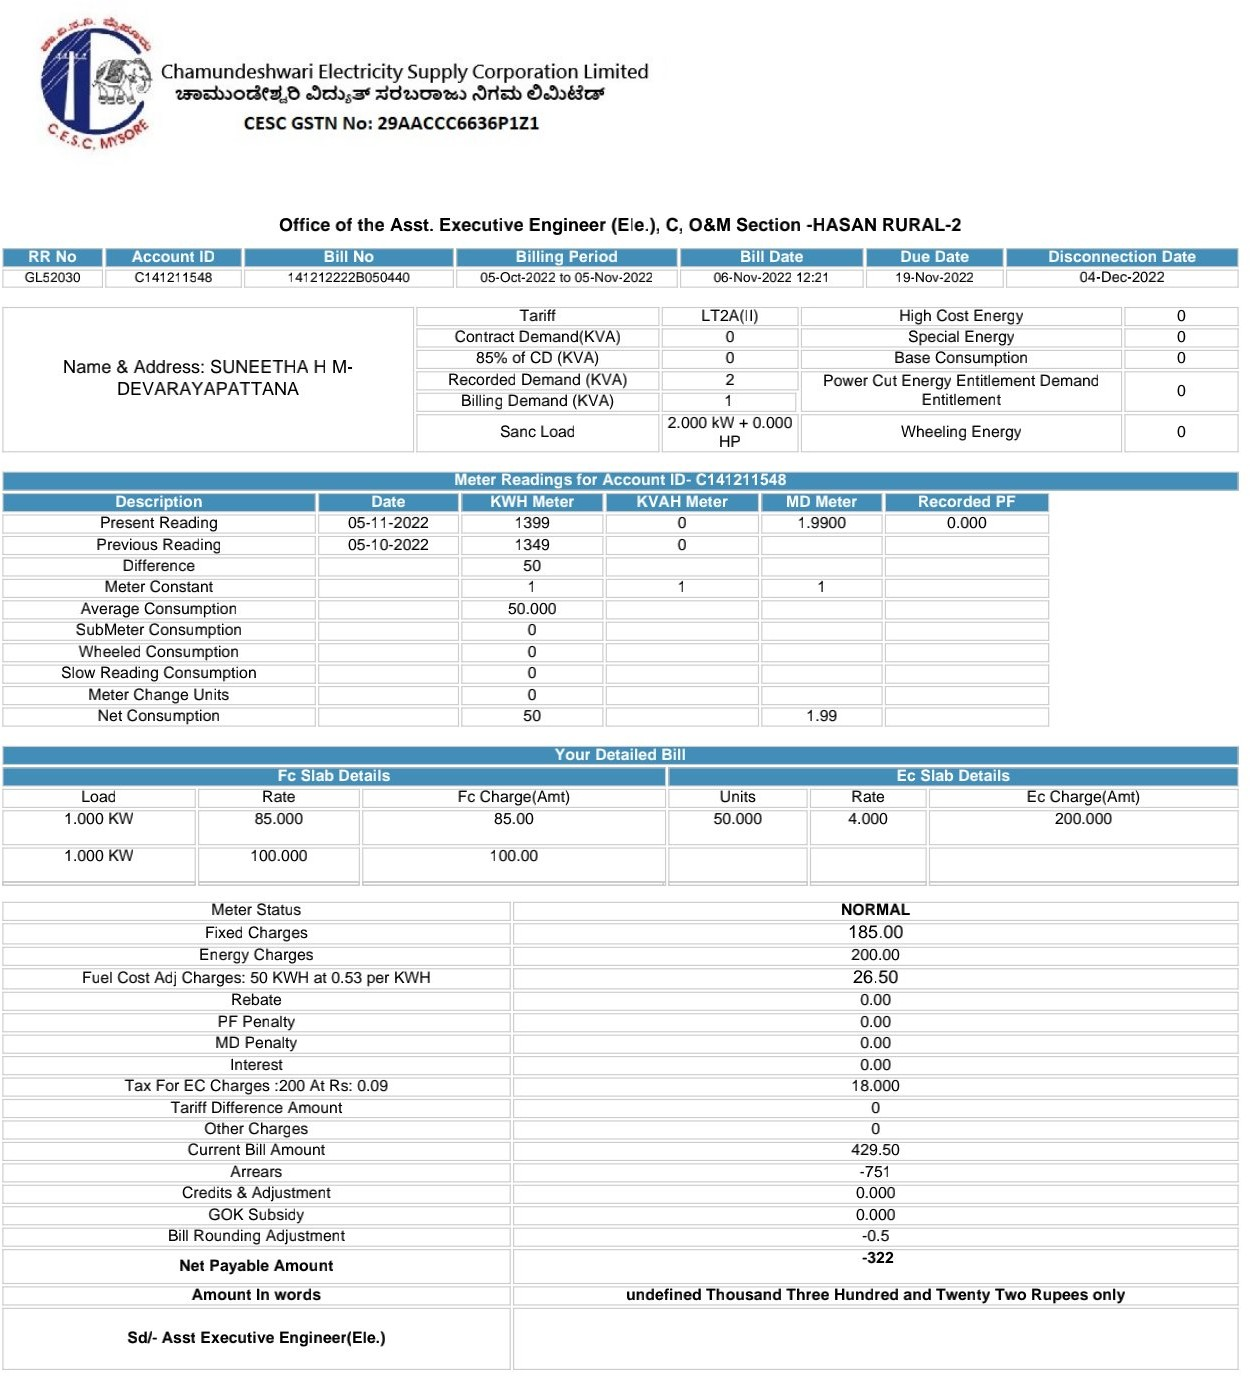 ಚಾ.ವಿ.ಸ.ನಿ. ಮೈಸೂರು
C.E.S.C, MYSORE
Chamundeshwari Electricity Supply Corporation Limited
ಚಾಮುಂಡೇಶ್ವರಿ ವಿದ್ಯುತ್ ಸರಬರಾಜು ನಿಗಮ ಲಿಮಿಟೆಡ್
CESC GSTN No: 29AACCC6636P1Z1
Office of the Asst. Executive Engineer (Ele.), C, O&M Section -HASAN RURAL-2
RR No Account ID Bill No Billing Period Bill Date Due Date Disconnection Date
GL52030 C141211548 141212222B050440 05-Oct-2022 to 05-Nov-2022 06-Nov-2022 12:21 19-Nov-2022 04-Dec-2022
Name & Address: SUNEETHA H M-
DEVARAYAPATTANA
Tariff LT2A(II) High Cost Energy 0
Contract Demand(KVA) 0 Special Energy 0
85% of CD (KVA) 0 Base Consumption 0
Recorded Demand (KVA) 2 Power Cut Energy Entitlement Demand
Entitlement 0
Billing Demand (KVA) 1
Sanc Load 2.000 kW + 0.000
HP Wheeling Energy 0
Meter Readings for Account ID- C141211548
Description Date KWH Meter KVAH Meter MD Meter Recorded PF
Present Reading 05-11-2022 1399 0 1.9900 0.000
Previous Reading 05-10-2022 1349 0
Difference 50
Meter Constant 1 1 1
Average Consumption 50.000
SubMeter Consumption 0
Wheeled Consumption 0
Slow Reading Consumption 0
Meter Change Units 0
Net Consumption 50 1.99
Your Detailed Bill
Fc Slab Details Ec Slab Details
Load Rate Fc Charge(Amt) Units Rate Ec Charge(Amt)
1.000 KW 85.000 85.00 50.000 4.000 200.000
1.000 KW 100.000 100.00
Meter Status NORMAL
Fixed Charges 185.00
Energy Charges 200.00
Fuel Cost Adj Charges: 50 KWH at 0.53 per KWH 26.50
Rebate 0.00
PF Penalty 0.00
MD Penalty 0.00
Interest 0.00
Tax For EC Charges :200 At Rs: 0.09 18.000
Tariff Difference Amount 0
Other Charges 0
Current Bill Amount 429.50
Arrears -751
Credits & Adjustment 0.000
GOK Subsidy 0.000
Bill Rounding Adjustment -0.5
Net Payable Amount -322
Amount In words undefined Thousand Three Hundred and Twenty Two Rupees only
Sd/- Asst Executive Engineer(Ele.)